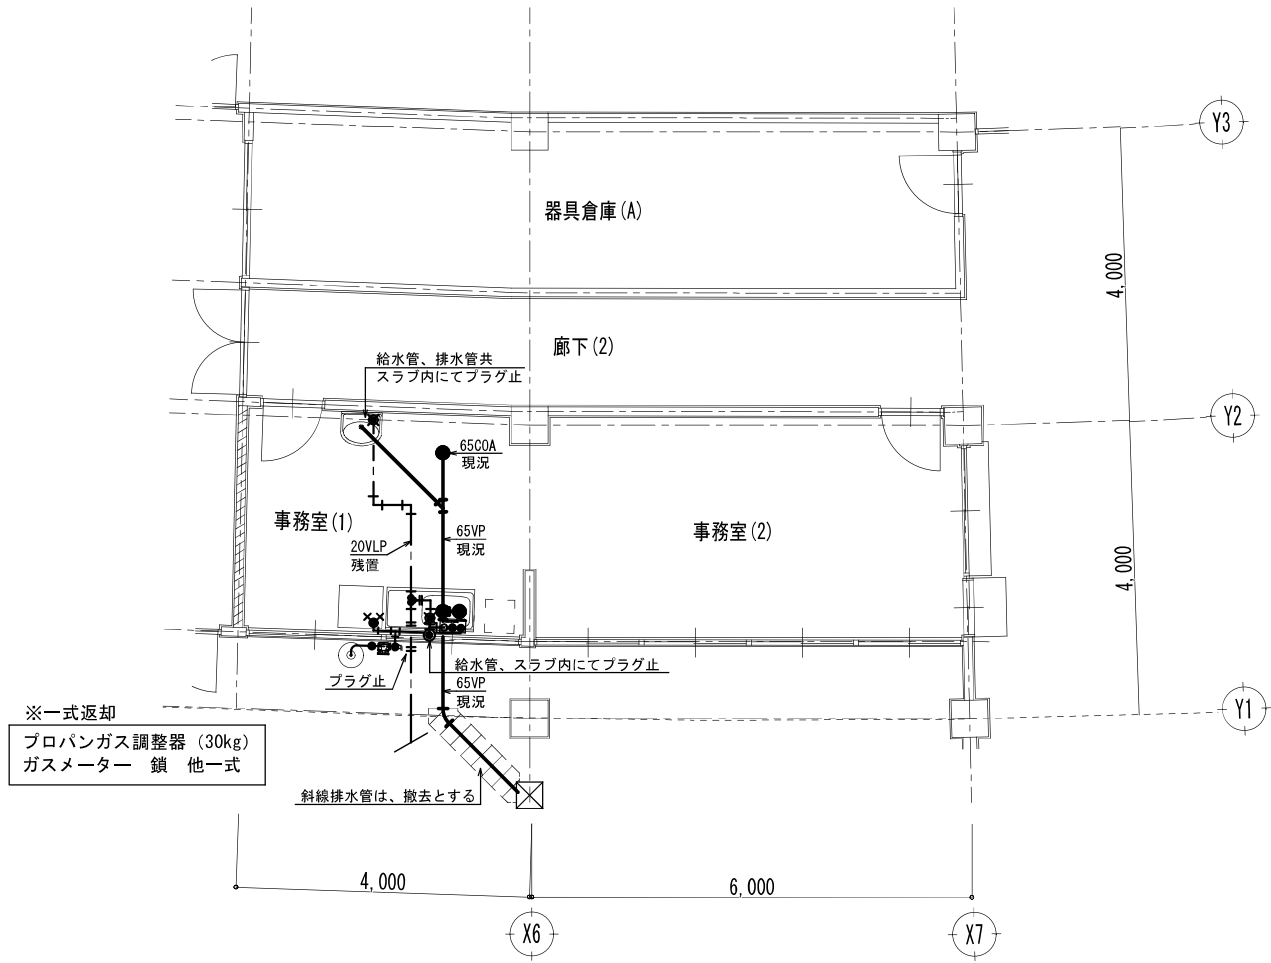 Y3
器具倉庫(A)
4,000
廊下(2)
給水管、排水管共
スラブ内にてプラグ止
Y2
65COA
現況
事務室(1)
事務室(2)
65VP
現況
20VLP
残置
4,000
給水管、スラブ内にてプラグ止
プラグ止
65VP
現況
Y1
※一式返却
プロパンガス調整器 (30kg)
ガスメーター 鎖 他一式
斜線排水管は、撤去とする
4,000
6,000
X6
X7